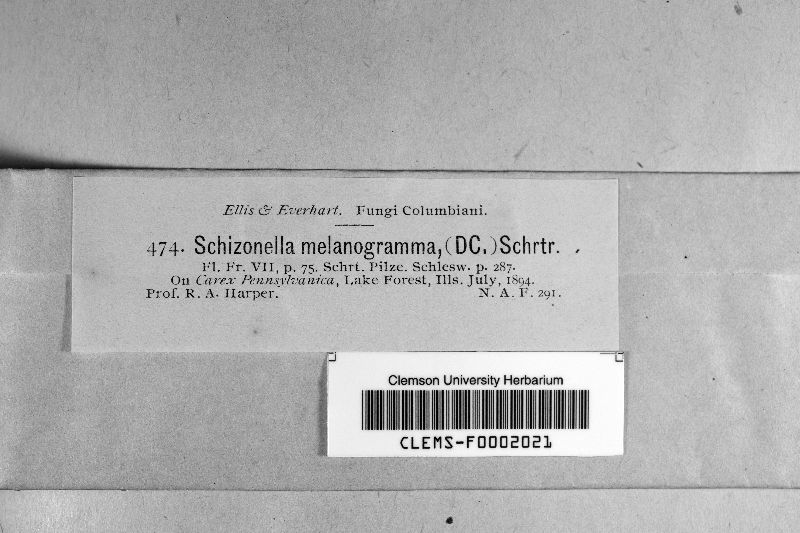 Ellis & Everhart. Fungi Columbiani.
474. Schizonella melanogramma, (DC.) Schrtr.
Fl. Fr. VII, p. 75. Schrt. Pilze. Schlesw. p. 287.
On Carex Pennsylvanica, Lake Forest, Ills. July, 1894.
Prof. R. A. Harper. N. A. F. 291.
Clemson University Herbarium
CLEMS-F0002021